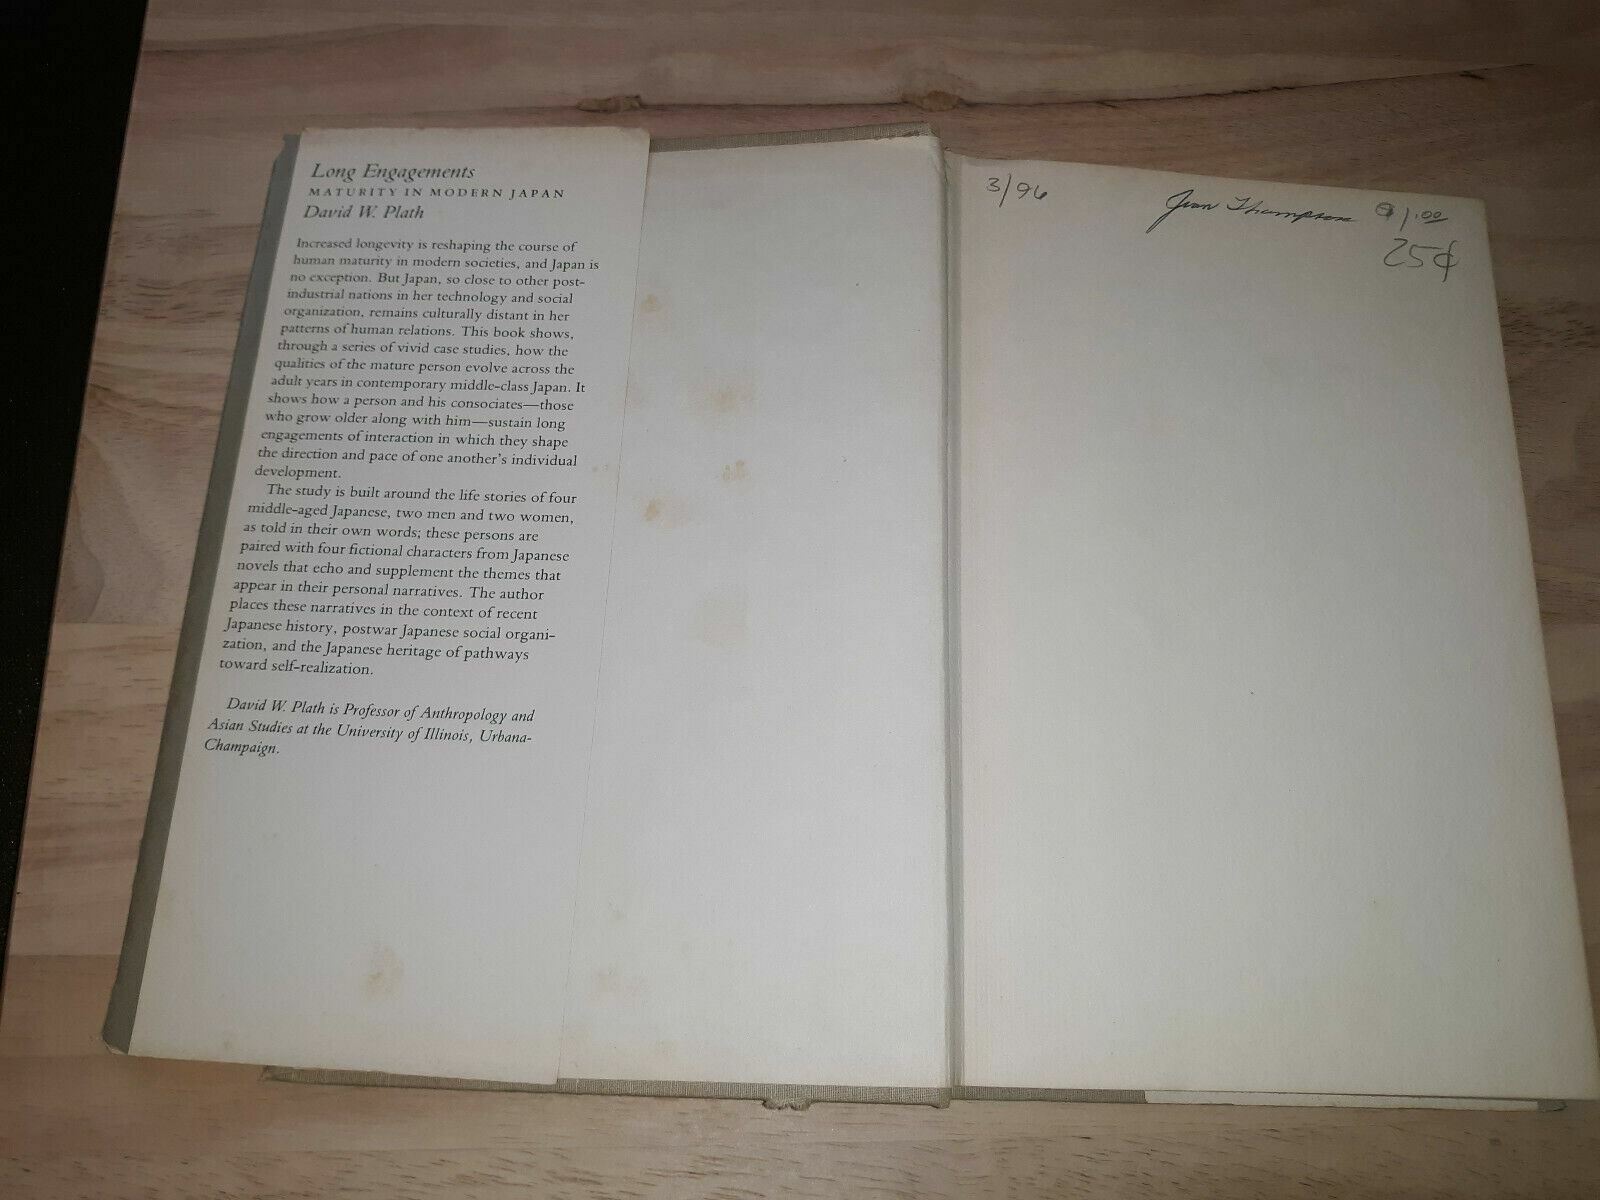 Long Engagements
MATURITY IN MODERN JAPAN
David W. Plath
Increased longevity is reshaping the course of
human maturity in modern societies, and Japan is
no exception. But Japan, so close to other post-
industrial nations in her technology and social
organization, remains culturally distant in her
patterns of human relations. This book shows,
through a series of vivid case studies, how the
qualities of the mature person evolve across the
adult years in contemporary middle-class Japan. It
shows how a person and his consociates—those
who grow older along with him—sustain long
engagements of interaction in which they shape
the direction and pace of one another's individual
development.
The study is built around the life stories of four
middle-aged Japanese, two men and two women,
as told in their own words; these persons are
paired with four fictional characters from Japanese
novels that echo and supplement the themes that
appear in their personal narratives. The author
places these narratives in the context of recent
Japanese history, postwar Japanese social organi-
zation, and the Japanese heritage of pathways
toward self-realization.
David W. Plath is Professor of Anthropology and
Asian Studies at the University of Illinois, Urbana-
Champaign.
3/96
Thompson 1.00
25¢